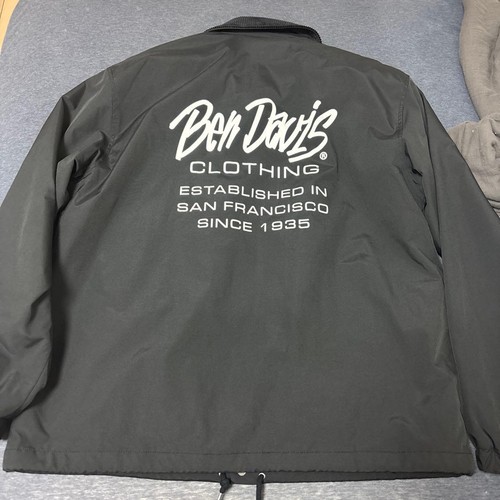 Ben Davis®
CLOTHING
ESTABLISHED IN
SAN FRANCISCO
SINCE 1935